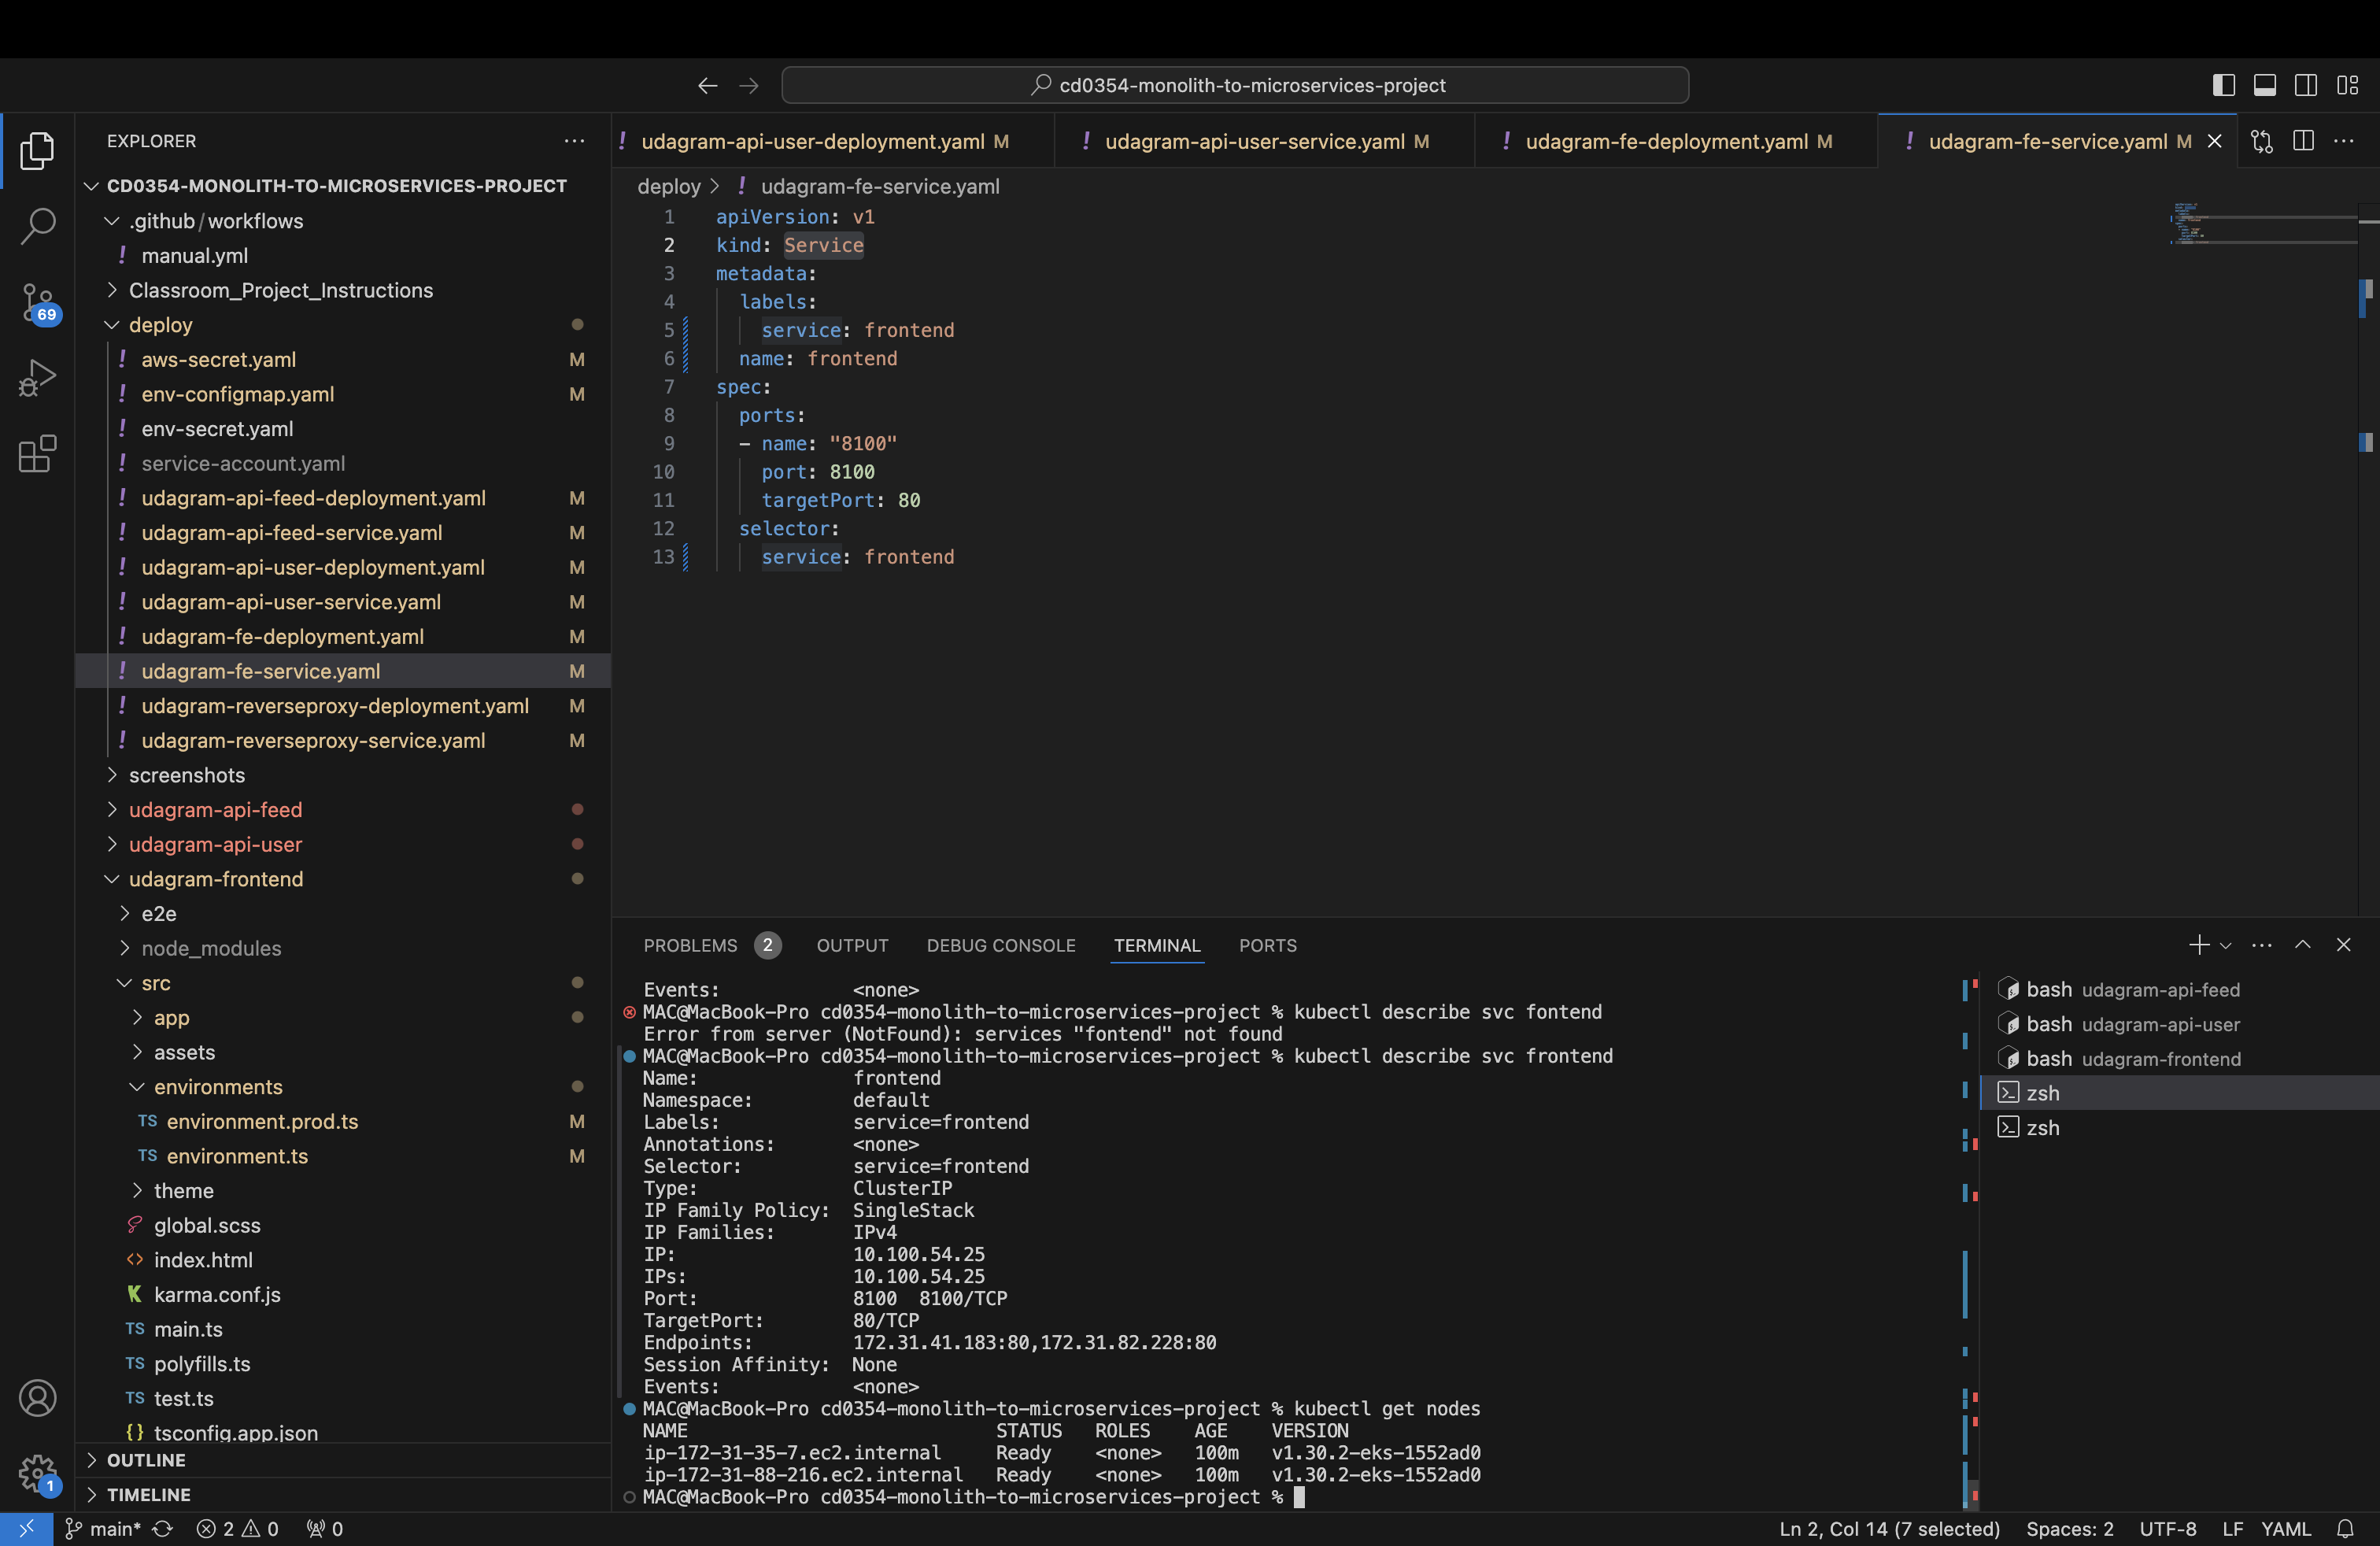 cd0354-monolith-to-microservices-project
EXPLORER
CD0354-MONOLITH-TO-MICROSERVICES-PROJECT
.github/workflows
! manual.yml
Classroom_Project_Instructions
69
deploy
! aws-secret.yaml M
! env-configmap.yaml M
! env-secret.yaml
! service-account.yaml
! udagram-api-feed-deployment.yaml M
! udagram-api-feed-service.yaml M
! udagram-api-user-deployment.yaml M
! udagram-api-user-service.yaml M
! udagram-fe-deployment.yaml M
! udagram-fe-service.yaml M
! udagram-reverseproxy-deployment.yaml M
! udagram-reverseproxy-service.yaml M
screenshots
udagram-api-feed
udagram-api-user
udagram-frontend
e2e
node_modules
src
app
assets
environments
TS environment.prod.ts M
TS environment.ts M
theme
global.scss
<> index.html
K karma.conf.js
TS main.ts
TS polyfills.ts
TS test.ts
{} tsconfig.app.json
OUTLINE
1
TIMELINE
! udagram-api-user-deployment.yaml M
! udagram-api-user-service.yaml M
! udagram-fe-deployment.yaml M
! udagram-fe-service.yaml M
deploy > ! udagram-fe-service.yaml
1 apiVersion: v1
2 kind: Service
3 metadata:
4 labels:
5 service: frontend
6 name: frontend
7 spec:
8 ports:
9 - name: "8100"
10 port: 8100
11 targetPort: 80
12 selector:
13 service: frontend
PROBLEMS 2 OUTPUT DEBUG CONSOLE TERMINAL PORTS
Events: <none>
MAC@MacBook-Pro cd0354-monolith-to-microservices-project % kubectl describe svc fontend
Error from server (NotFound): services "fontend" not found
MAC@MacBook-Pro cd0354-monolith-to-microservices-project % kubectl describe svc frontend
Name: frontend
Namespace: default
Labels: service=frontend
Annotations: <none>
Selector: service=frontend
Type: ClusterIP
IP Family Policy: SingleStack
IP Families: IPv4
IP: 10.100.54.25
IPs: 10.100.54.25
Port: 8100 8100/TCP
TargetPort: 80/TCP
Endpoints: 172.31.41.183:80,172.31.82.228:80
Session Affinity: None
Events: <none>
MAC@MacBook-Pro cd0354-monolith-to-microservices-project % kubectl get nodes
NAME STATUS ROLES AGE VERSION
ip-172-31-35-7.ec2.internal Ready <none> 100m v1.30.2-eks-1552ad0
ip-172-31-88-216.ec2.internal Ready <none> 100m v1.30.2-eks-1552ad0
MAC@MacBook-Pro cd0354-monolith-to-microservices-project %
bash udagram-api-feed
bash udagram-api-user
bash udagram-frontend
zsh
zsh
main* 2 0 0
Ln 2, Col 14 (7 selected) Spaces: 2 UTF-8 LF YAML